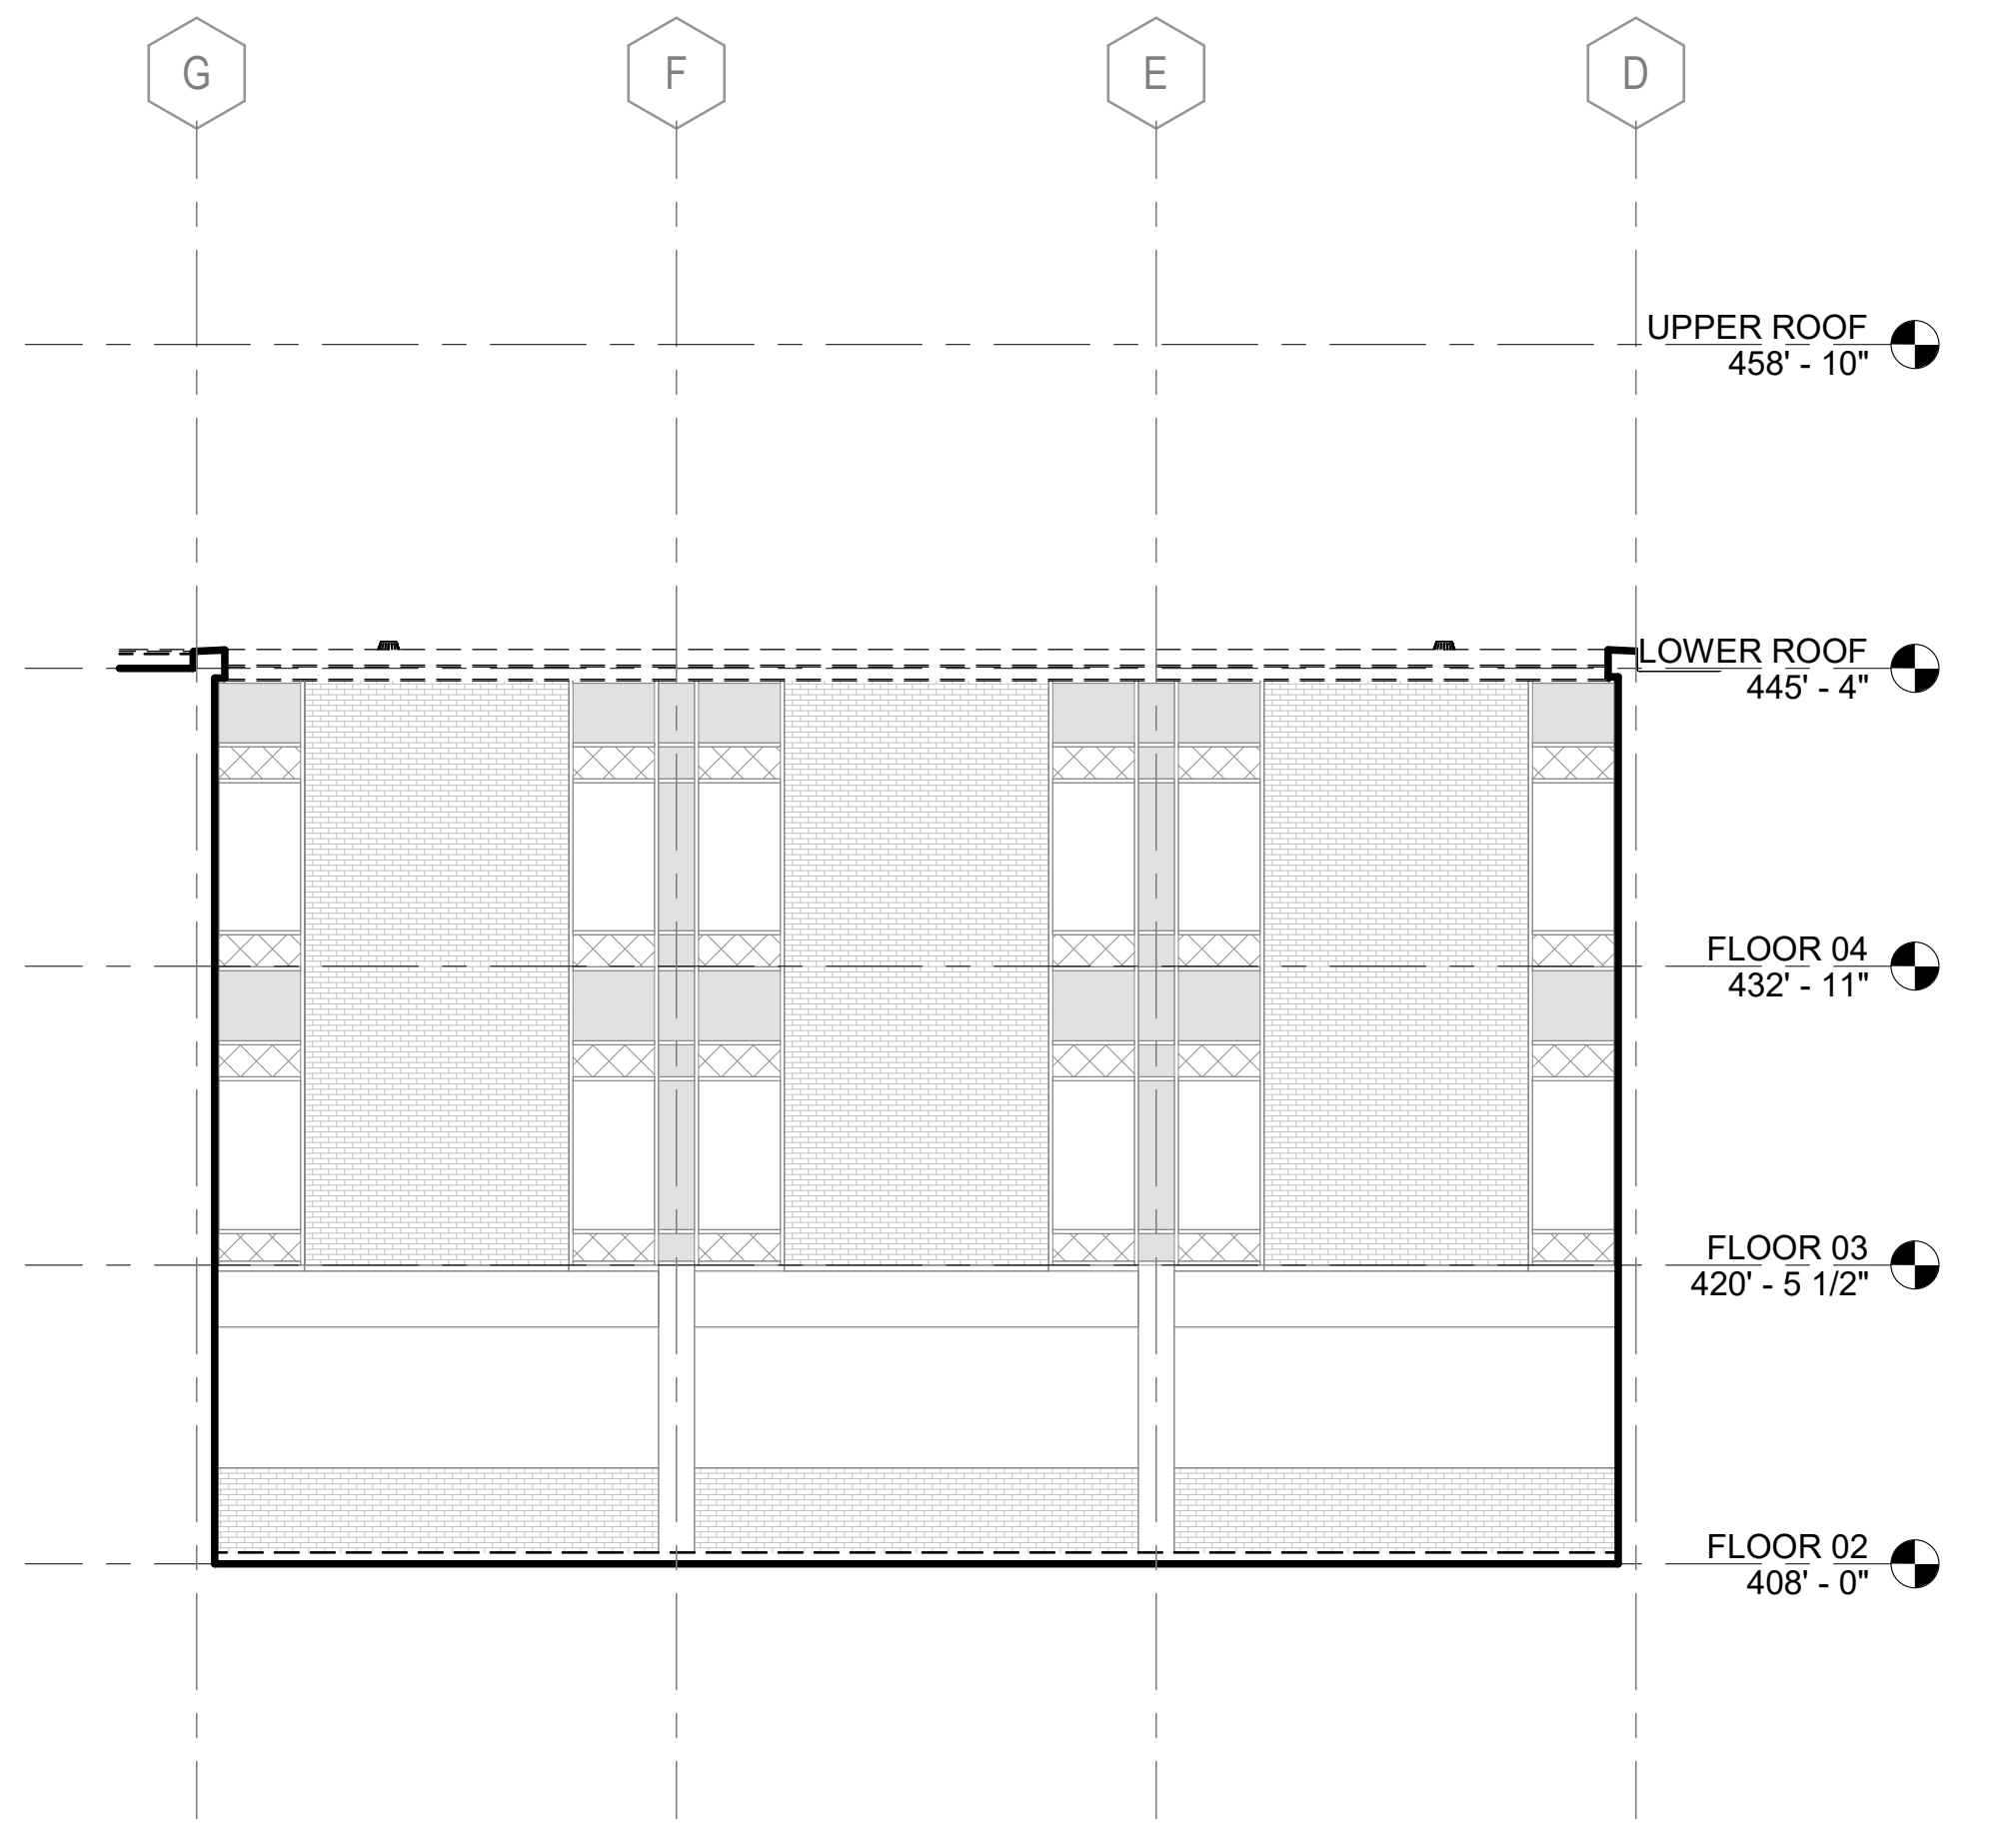 G F E D
UPPER ROOF
458' - 10"
LOWER ROOF
445' - 4"
FLOOR 04
432' - 11"
FLOOR 03
420' - 5 1/2"
FLOOR 02
408' - 0"